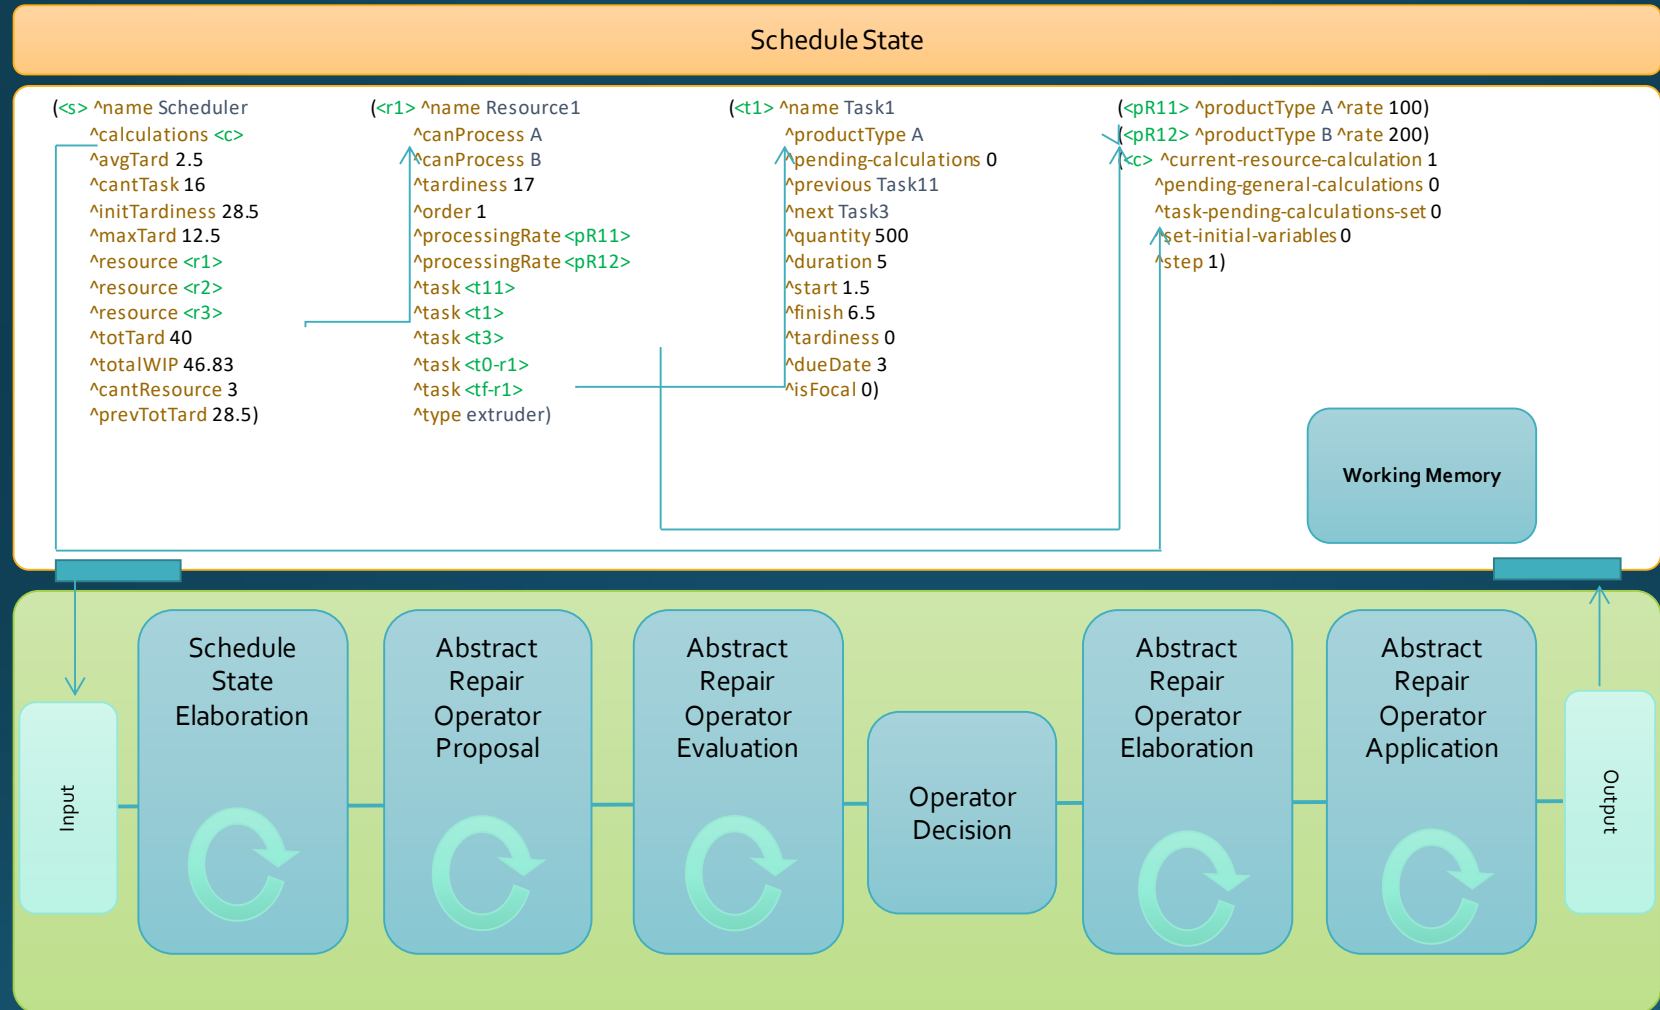 Schedule State
(<s> ^name Scheduler
^calculations <c>
^avgTard 2.5
^cantTask 16
^initTardiness 28.5
^maxTard 12.5
^resource <r1>
^resource <r2>
^resource <r3>
^totTard 40
^totalWIP 46.83
^cantResource 3
^prevTotTard 28.5)
(<r1> ^name Resource1
^canProcess A
^canProcess B
^tardiness 17
^order 1
^processingRate <pR11>
^processingRate <pR12>
^task <t11>
^task <t1>
^task <t3>
^task <t0-r1>
^task <tf-r1>
^type extruder)
(<t1> ^name Task1
^productType A
^pending-calculations 0
^previous Task11
^next Task3
^quantity 500
^duration 5
^start 1.5
^finish 6.5
^tardiness 0
^dueDate 3
^isFocal 0)
(<pR11> ^productType A ^rate 100)
(<pR12> ^productType B ^rate 200)
(<c> ^current-resource-calculation 1
^pending-general-calculations 0
^task-pending-calculations-set 0
^set-initial-variables 0
^step 1)
Working Memory
Input
Schedule
State
Elaboration
Abstract
Repair
Operator
Proposal
Abstract
Repair
Operator
Evaluation
Operator
Decision
Abstract
Repair
Operator
Elaboration
Abstract
Repair
Operator
Application
Output